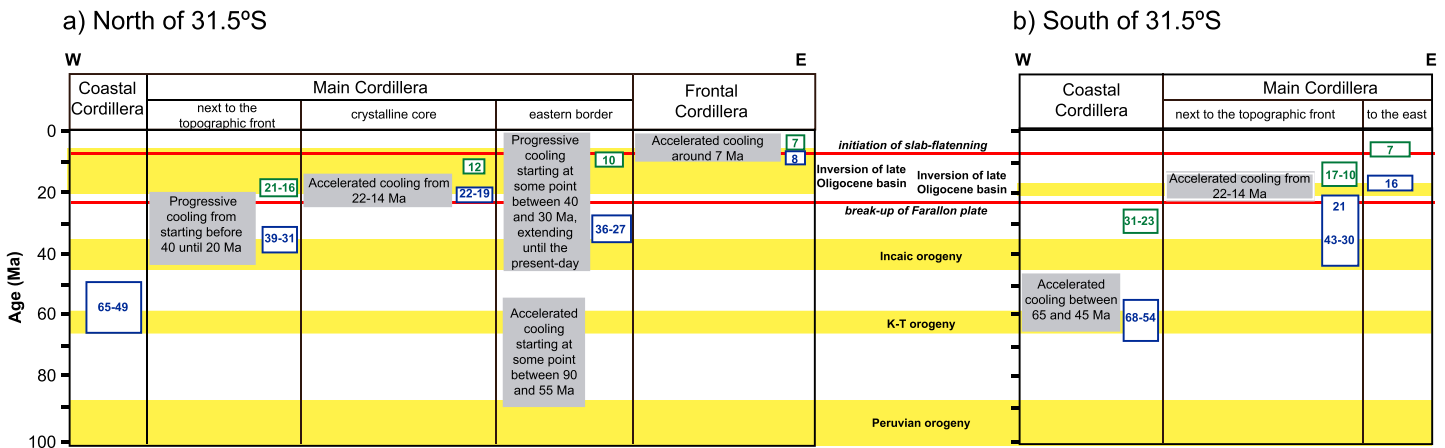 a) North of 31.5ºS
b) South of 31.5ºS
W
E
W
E
Coastal
Cordillera
Main Cordillera
Frontal
Cordillera
next to the
topographic front
crystalline core
eastern border
Coastal
Cordillera
Main Cordillera
next to the topographic front
to the east
Age (Ma)
0
20
40
60
80
100
65-49
Progressive
cooling from
starting before
40 until 20 Ma
21-16
39-31
Accelerated cooling from
22-14 Ma
12
22-19
Progressive
cooling
starting at
some point
between 40
and 30 Ma,
extending
until the
present-day
10
36-27
Accelerated
cooling
starting at
some point
between 90
and 55 Ma
Accelerated cooling
around 7 Ma
7
8
initiation of slab-flatenning
Inversion of late
Oligocene basin
Inversion of late
Oligocene basin
break-up of Farallon plate
Incaic orogeny
K-T orogeny
Peruvian orogeny
Accelerated
cooling between
65 and 45 Ma
31-23
68-54
Accelerated cooling from
22-14 Ma
17-10
21
43-30
7
16